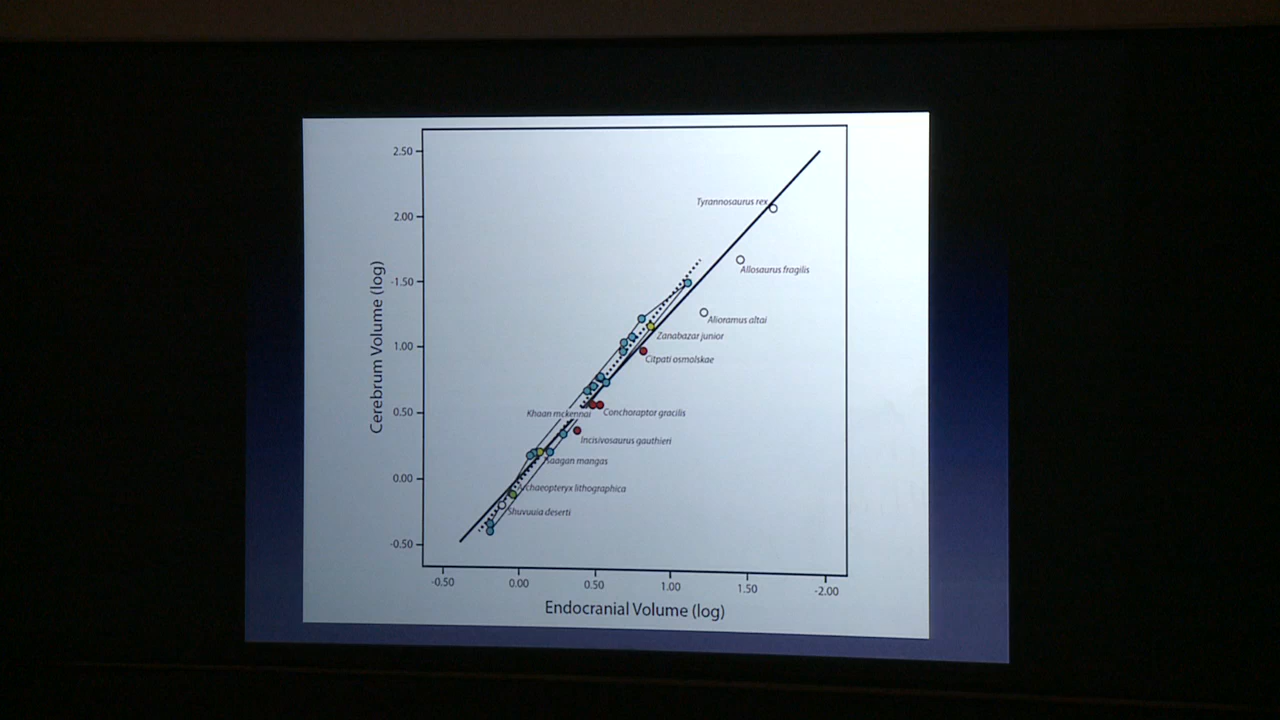 2.50
2.00
-1.50
1.00
0.50
0.00
-0.50
Cerebrum Volume (log)
Tyrannosaurus rex
Allosaurus fragilis
Alioramus altai
Zanabazar junior
Citpati osmolskae
Khaan mckennai
Conchoraptor gracilis
Incisivosaurus gauthieri
Tsaagan mangas
Archaeopteryx lithographica
Shuvuuia deserti
-0.50
0.00
0.50
1.00
1.50
-2.00
Endocranial Volume (log)